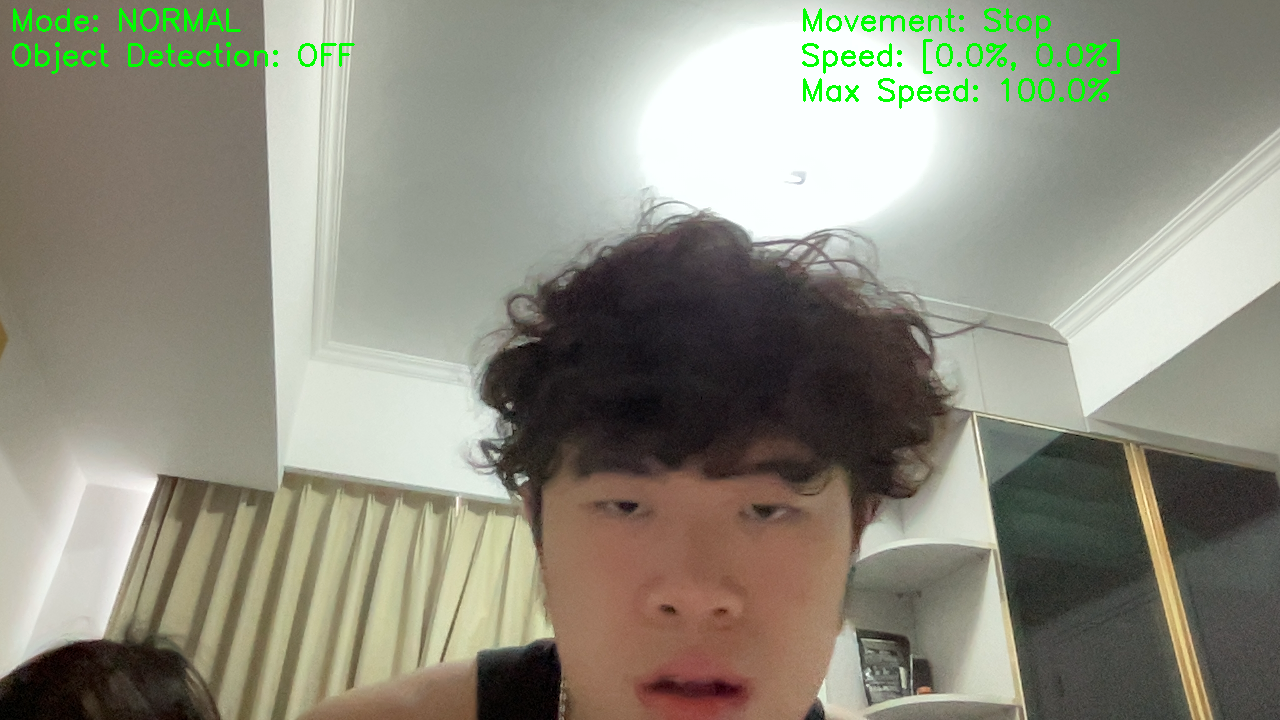 Mode: NORMAL
Object Detection: OFF
Movement: Stop
Speed: [0.0%, 0.0%]
Max Speed: 100.0%